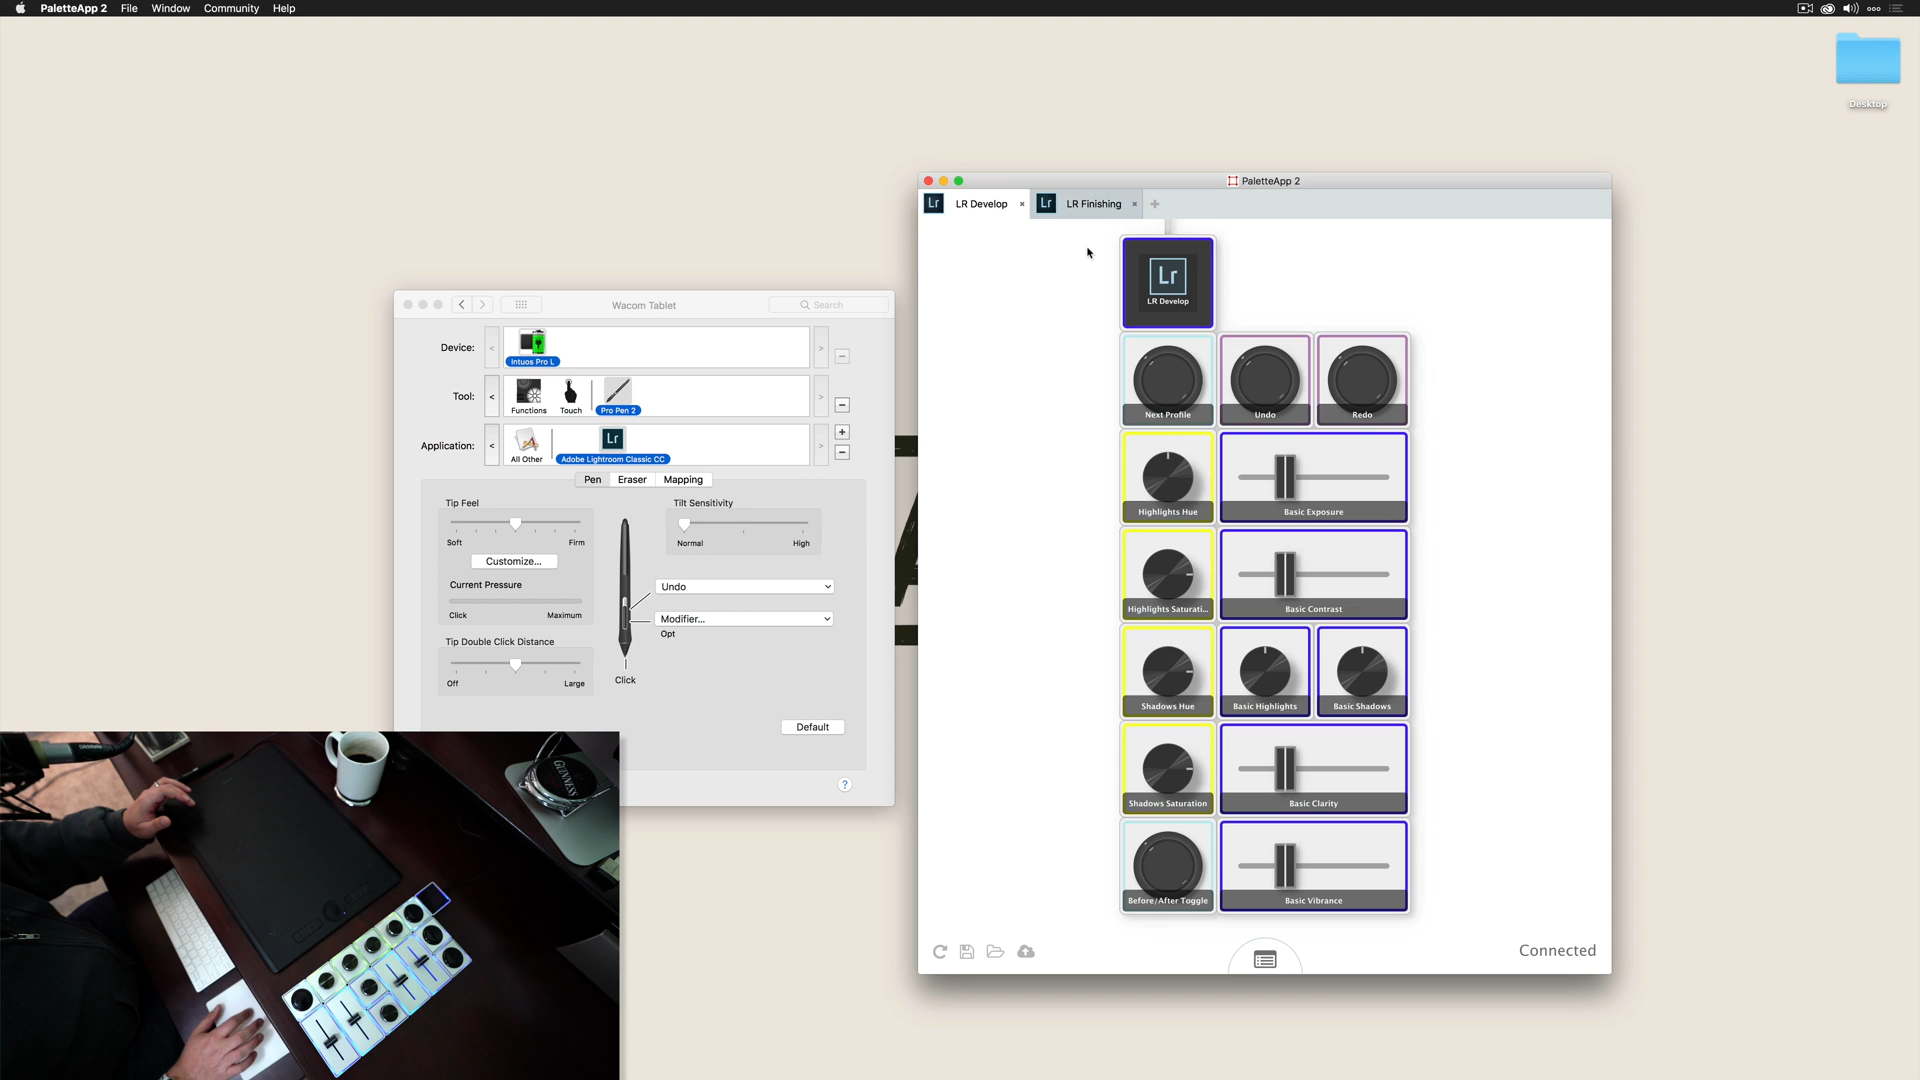 PaletteApp 2 File Window Community Help
Desktop
PaletteApp 2
Lr LR Develop Lr LR Finishing
Lr
LR Develop
Next Profile Undo Redo
Highlights Hue Basic Exposure
Highlights Saturati... Basic Contrast
Shadows Hue Basic Highlights Basic Shadows
Shadows Saturation Basic Clarity
Before/After Toggle Basic Vibrance
Connected
Wacom Tablet
Search
Device:
Intuos Pro L
Tool:
Functions Touch Pro Pen 2
Application:
Lr
All Other Adobe Lightroom Classic CC
Pen Eraser Mapping
Tip Feel
Soft Firm
Customize...
Current Pressure
Click Maximum
Tip Double Click Distance
Off Large
Tilt Sensitivity
Normal High
Undo
Modifier...
Opt
Click
Default
?
GUINNESS